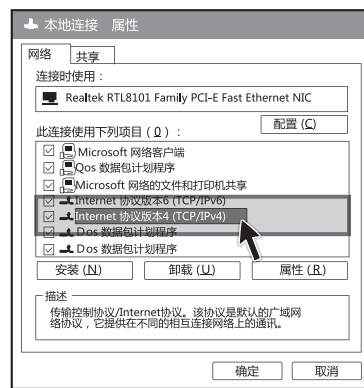 本地连接 属性
网络 共享
连接时使用：
Realtek RTL8101 Family PCI-E Fast Ethernet NIC
配置 (C)
此连接使用下列项目 ( O ) ：
Microsoft 网络客户端
Qos 数据包计划程序
Microsoft 网络的文件和打印机共享
Internet 协议版本6 (TCP/IPv6)
Internet 协议版本4 (TCP/IPv4)
Dos 数据包计划程序
Dos 数据包计划程序
安装 (N) 卸载 (U) 属性 (R)
描述
传输控制协议/Internet协议。该协议是默认的广域网
络协议，它提供在不同的相互连接网络上的通讯。
确定 取消